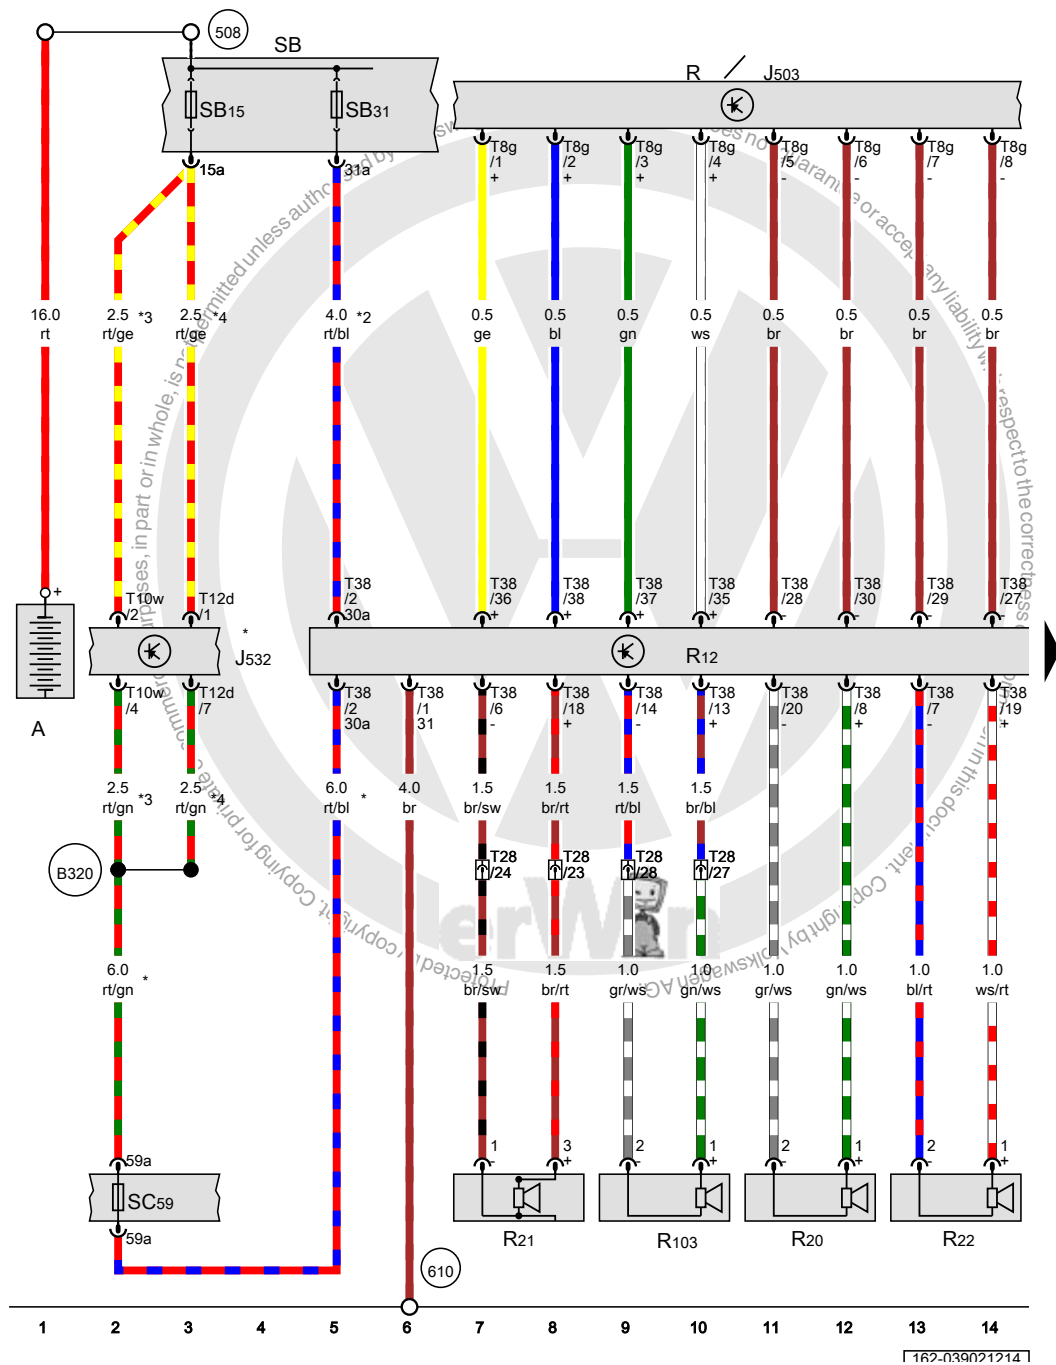 508
SB
R
J503
SB15
SB31
15a
31a
T8g
/1
+
T8g
/2
+
T8g
/3
+
T8g
/4
+
T8g
/5
-
T8g
/6
-
T8g
/7
-
T8g
/8
-
16.0
rt
2.5 *3
rt/ge
2.5 *4
rt/ge
4.0 *2
rt/bl
0.5
ge
0.5
bl
0.5
gn
0.5
ws
0.5
br
0.5
br
0.5
br
0.5
br
+
T10w
/2
T12d
/1
T38
/2
30a
T38
/36
+
T38
/38
+
T38
/37
+
T38
/35
+
T38
/28
-
T38
/30
-
T38
/29
-
T38
/27
-
*
J532
R12
A
T10w
/4
T12d
/7
T38
/2
30a
T38
/1
31
T38
/6
-
T38
/18
+
T38
/14
-
T38
/13
+
T38
/20
-
T38
/8
+
T38
/7
-
T38
/19
+
2.5 *3
rt/gn
2.5 *4
rt/gn
6.0
rt/bl *
4.0
br
1.5
br/sw
1.5
br/rt
1.5
rt/bl
1.5
br/bl
B320
T28
/24
T28
/23
T28
/28
T28
/27
erWin
6.0
rt/gn *
1.5
br/sw
1.5
br/rt
1.0
gr/ws
1.0
gn/ws
1.0
gr/ws
1.0
gn/ws
1.0
bl/rt
1.0
ws/rt
59a
SC59
59a
1
-
3
+
2
-
1
+
2
-
1
+
2
-
1
+
R21
R103
R20
R22
610
1 2 3 4 5 6 7 8 9 10 11 12 13 14
162-039021214